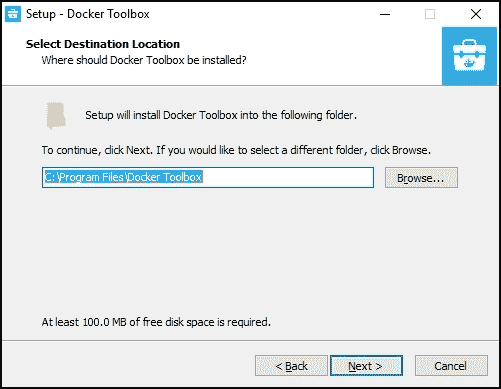 Setup - Docker Toolbox
Select Destination Location
Where should Docker Toolbox be installed?
Setup will install Docker Toolbox into the following folder.
To continue, click Next. If you would like to select a different folder, click Browse.
C:\Program Files\Docker Toolbox
Browse...
At least 100.0 MB of free disk space is required.
< Back
Next >
Cancel